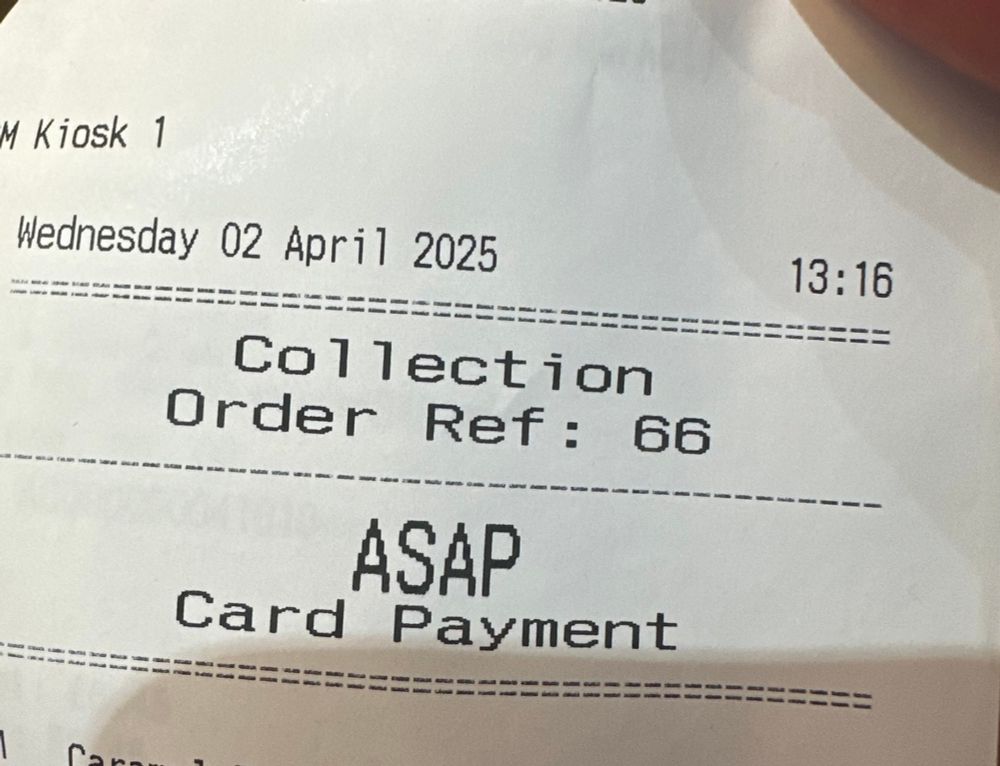 M Kiosk 1
Wednesday 02 April 2025 13:16
Collection
Order Ref: 66
ASAP
Card Payment